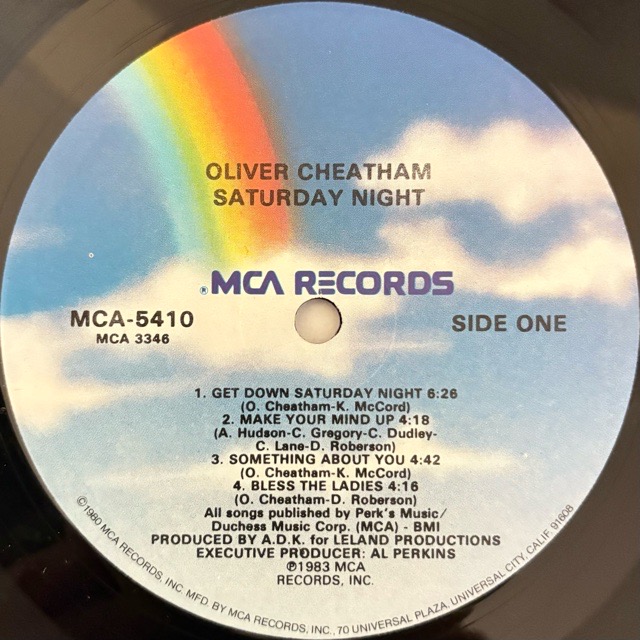 OLIVER CHEATHAM
SATURDAY NIGHT
®MCA RECORDS
MCA-5410
MCA 3346
SIDE ONE
1. GET DOWN SATURDAY NIGHT 6:26
(O. Cheatham-K. McCord)
2. MAKE YOUR MIND UP 4:18
(A. Hudson-C. Gregory-C. Dudley-
C. Lane-D. Roberson)
3. SOMETHING ABOUT YOU 4:42
(O. Cheatham-K. McCord)
4. BLESS THE LADIES 4:16
(O. Cheatham-D. Roberson)
All songs published by Perk's Music/
Duchess Music Corp. (MCA) - BMI
PRODUCED BY A.D.K. for LELAND PRODUCTIONS
EXECUTIVE PRODUCER: AL PERKINS
℗1983 MCA
RECORDS, INC.
©1980 MCA RECORDS, INC. MFD. BY MCA RECORDS, INC., 70 UNIVERSAL PLAZA, UNIVERSAL CITY, CALIF. 91608